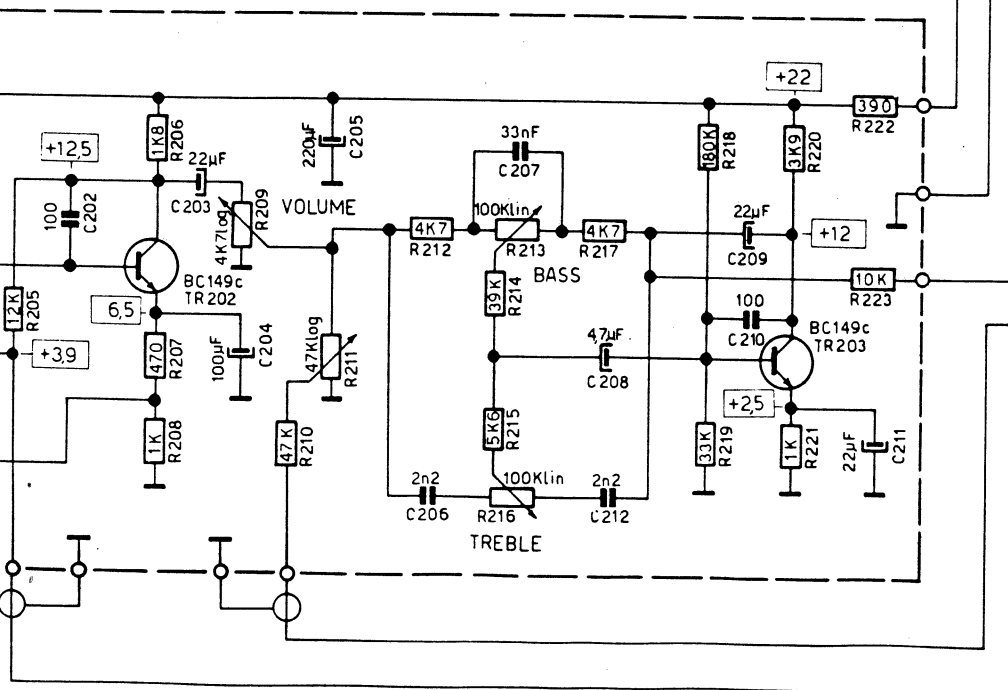 +22
390
R222
+12,5
1K8
R206
22µF
C203
220µF
C205
33nF
C207
180K
R218
3K9
R220
100
C202
R209
4K7log
VOLUME
100Klin
4K7
R212
R213
4K7
R217
BASS
22µF
C209
+12
BC149c
TR202
39K
R214
10K
R223
12K
R205
6,5
+3,9
470
R207
100µF
C204
47Klog
R211
4,7µF
C208
100
C210
BC149c
TR203
+2,5
1K
R208
47K
R210
5K6
R215
33K
R219
1K
R221
22µF
C211
2n2
C206
100Klin
R216
2n2
C212
TREBLE